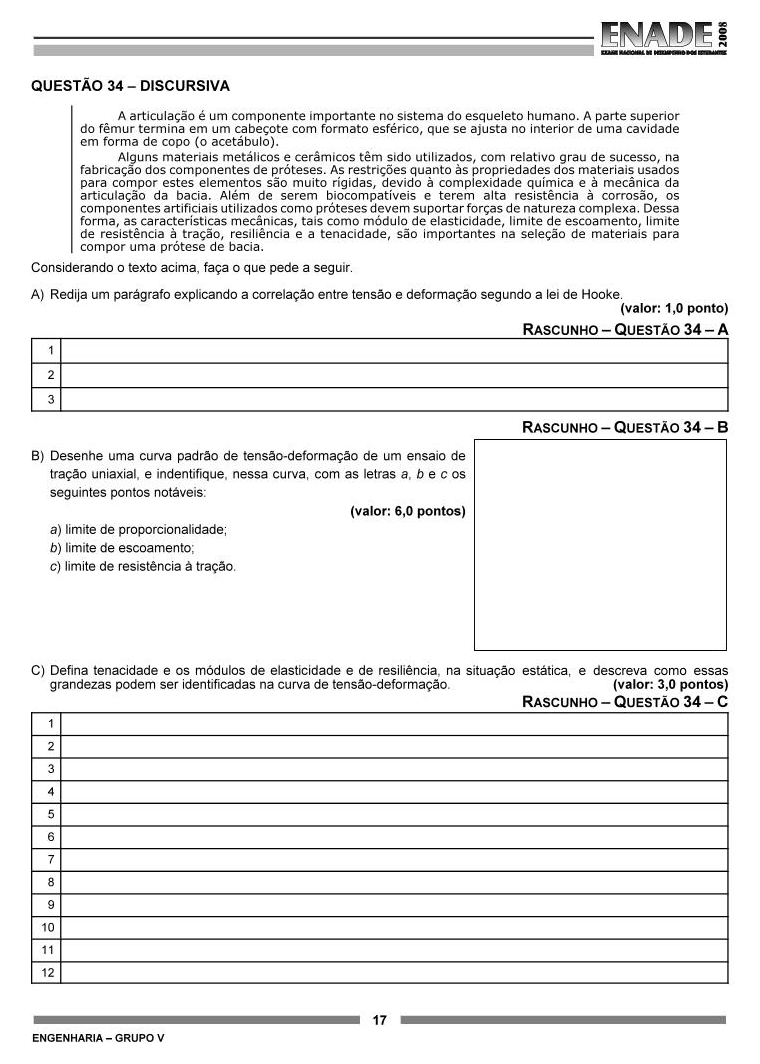 ENADE 2008
EXAME NACIONAL DE DESEMPENHO DOS ESTUDANTES
QUESTÃO 34 – DISCURSIVA
A articulação é um componente importante no sistema do esqueleto humano. A parte superior
do fêmur termina em um cabeçote com formato esférico, que se ajusta no interior de uma cavidade
em forma de copo (o acetábulo).
Alguns materiais metálicos e cerâmicos têm sido utilizados, com relativo grau de sucesso, na
fabricação dos componentes de próteses. As restrições quanto às propriedades dos materiais usados
para compor estes elementos são muito rígidas, devido à complexidade química e à mecânica da
articulação da bacia. Além de serem biocompatíveis e terem alta resistência à corrosão, os
componentes artificiais utilizados como próteses devem suportar forças de natureza complexa. Dessa
forma, as características mecânicas, tais como módulo de elasticidade, limite de escoamento, limite
de resistência à tração, resiliência e a tenacidade, são importantes na seleção de materiais para
compor uma prótese de bacia.
Considerando o texto acima, faça o que pede a seguir.
A) Redija um parágrafo explicando a correlação entre tensão e deformação segundo a lei de Hooke.
(valor: 1,0 ponto)
RASCUNHO – QUESTÃO 34 – A
1
2
3
RASCUNHO – QUESTÃO 34 – B
B) Desenhe uma curva padrão de tensão-deformação de um ensaio de
tração uniaxial, e indentifique, nessa curva, com as letras a, b e c os
seguintes pontos notáveis:
(valor: 6,0 pontos)
a) limite de proporcionalidade;
b) limite de escoamento;
c) limite de resistência à tração.
C) Defina tenacidade e os módulos de elasticidade e de resiliência, na situação estática, e descreva como essas
grandezas podem ser identificadas na curva de tensão-deformação.
(valor: 3,0 pontos)
RASCUNHO – QUESTÃO 34 – C
1
2
3
4
5
6
7
8
9
10
11
12
17
ENGENHARIA – GRUPO V